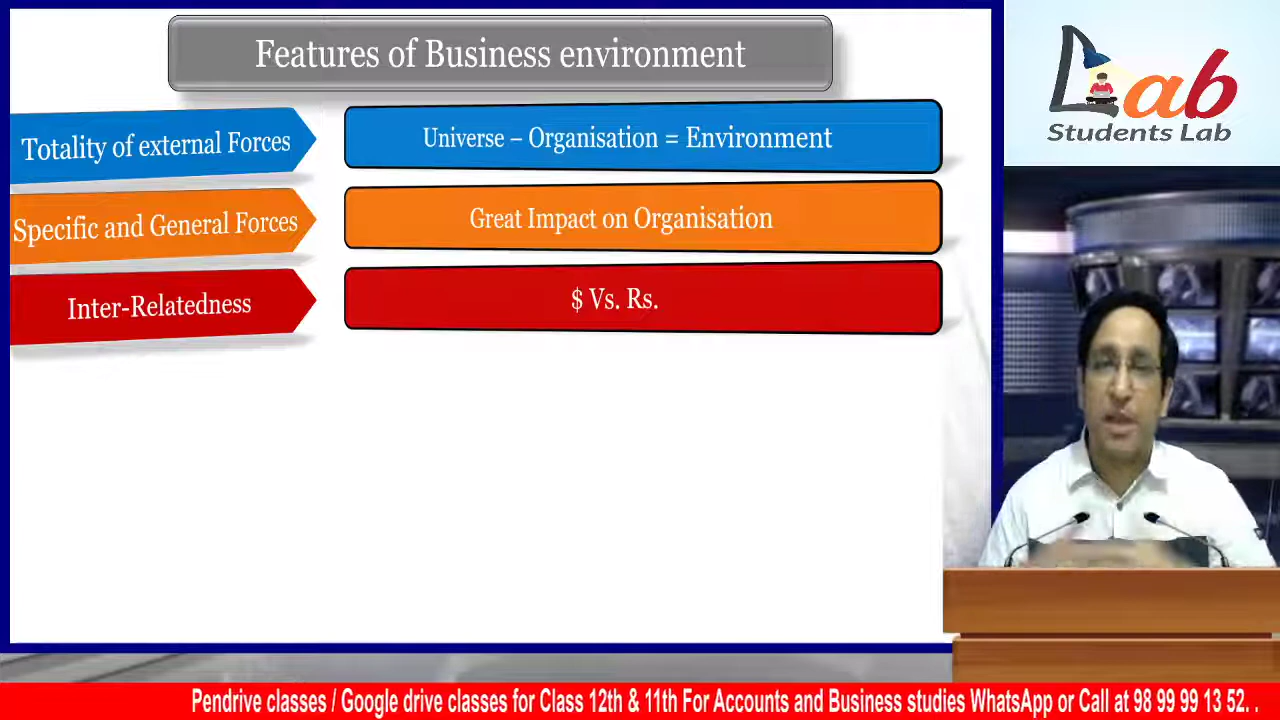 Features of Business environment
Totality of external Forces
Universe – Organisation = Environment
Specific and General Forces
Great Impact on Organisation
Inter-Relatedness
$ Vs. Rs.
Lab
Students Lab
Pendrive classes / Google drive classes for Class 12th & 11th For Accounts and Business studies WhatsApp or Call at 98 99 99 13 52. .